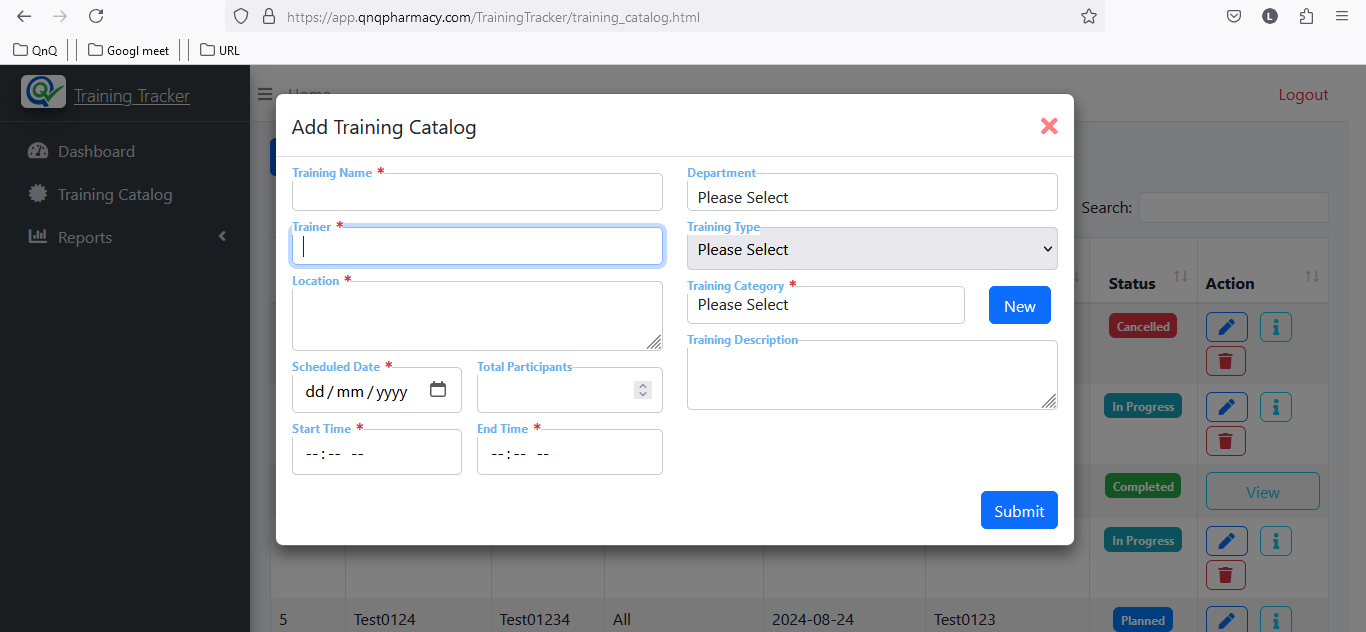 https://app.qnqpharmacy.com/TrainingTracker/training_catalog.html
L
QnQ
Googl meet
URL
Training Tracker
Home
Logout
Dashboard
Training Catalog
Reports
Add Training Catalog
Training Name *
Department
Please Select
Trainer *
Training Type
Please Select
Location *
Training Category *
Please Select
New
Training Description
Scheduled Date *
dd/mm/yyyy
Total Participants
Start Time *
--:-- --
End Time *
--:-- --
Submit
Search:
Status
Action
Cancelled
In Progress
Completed
View
In Progress
5 Test0124 Test01234 All 2024-08-24 Test0123 Planned